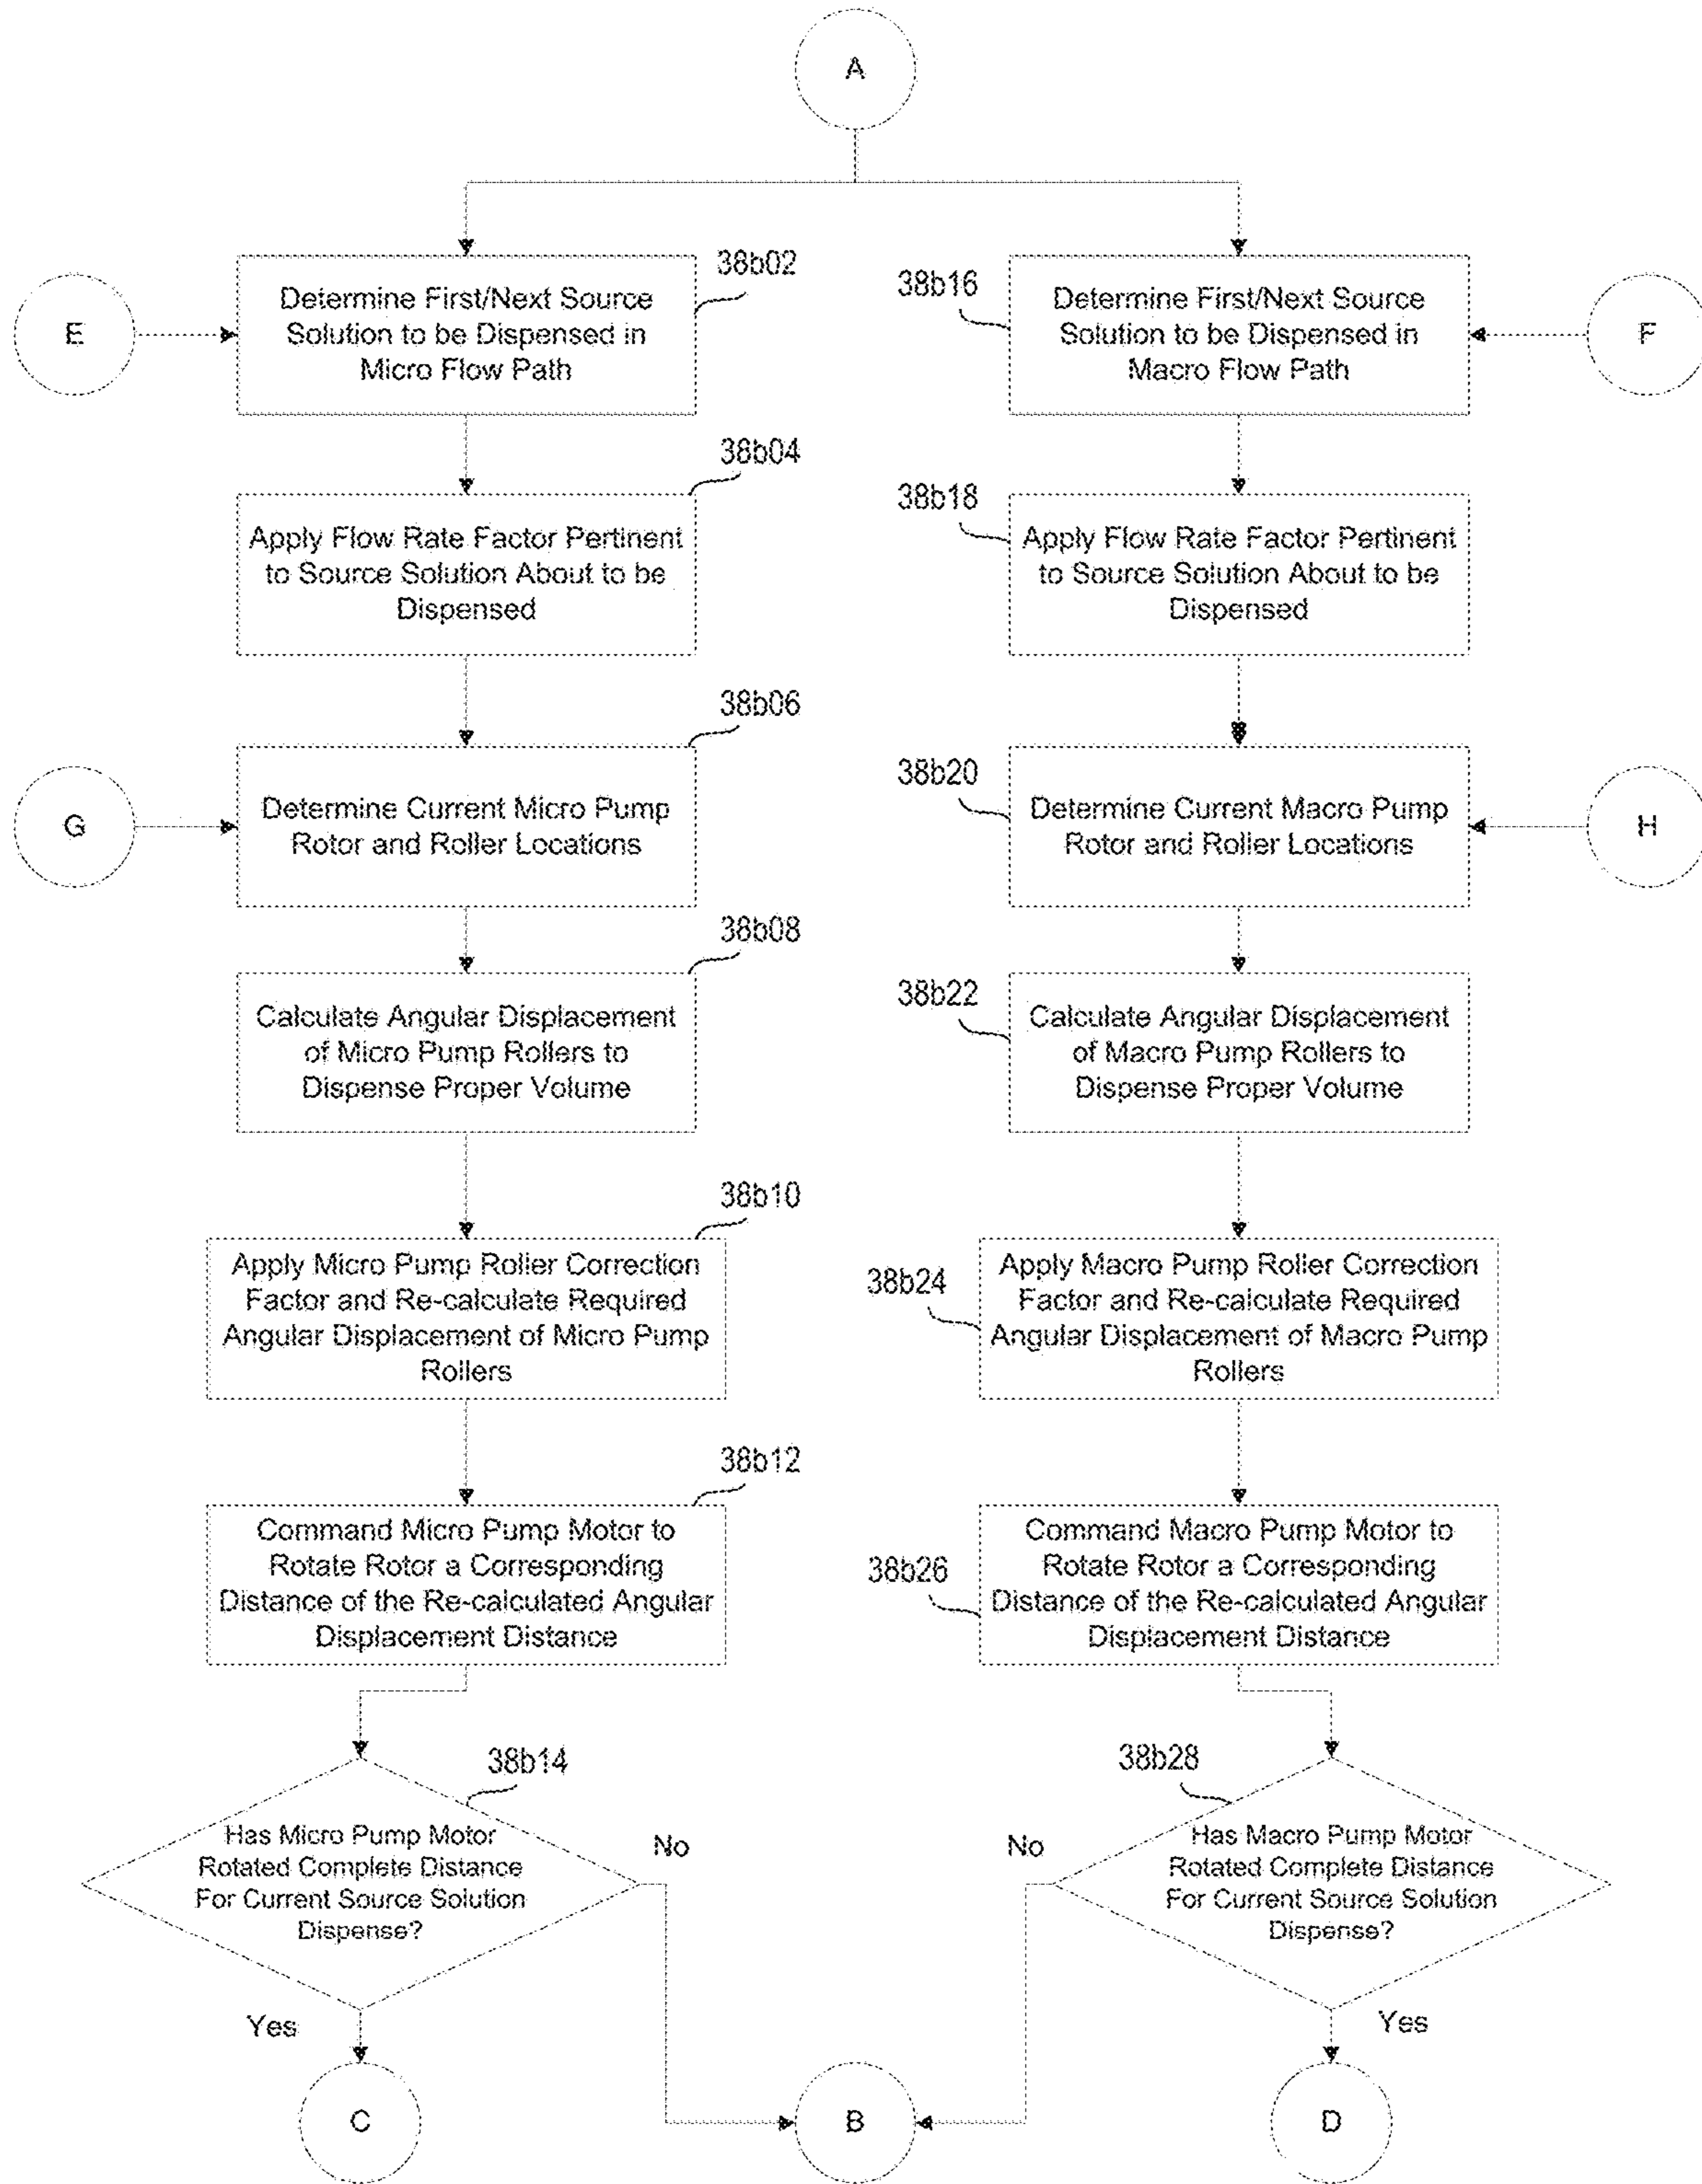 A
38b02
Determine First/Next Source
Solution to be Dispensed in
Micro Flow Path
38b16
Determine First/Next Source
Solution to be Dispensed in
Macro Flow Path
E
F
38b04
Apply Flow Rate Factor Pertinent
to Source Solution About to be
Dispensed
38b18
Apply Flow Rate Factor Pertinent
to Source Solution About to be
Dispensed
38b06
Determine Current Micro Pump
Rotor and Roller Locations
38b20
Determine Current Macro Pump
Rotor and Roller Locations
G
H
38b08
Calculate Angular Displacement
of Micro Pump Rollers to
Dispense Proper Volume
38b22
Calculate Angular Displacement
of Macro Pump Rollers to
Dispense Proper Volume
38b10
Apply Micro Pump Roller Correction
Factor and Re-calculate Required
Angular Displacement of Micro Pump
Rollers
38b24
Apply Macro Pump Roller Correction
Factor and Re-calculate Required
Angular Displacement of Macro Pump
Rollers
38b12
Command Micro Pump Motor to
Rotate Rotor a Corresponding
Distance of the Re-calculated Angular
Displacement Distance
38b26
Command Macro Pump Motor to
Rotate Rotor a Corresponding
Distance of the Re-calculated Angular
Displacement Distance
38b14
Has Micro Pump Motor
Rotated Complete Distance
For Current Source Solution
Dispense?
No
38b28
Has Macro Pump Motor
Rotated Complete Distance
For Current Source Solution
Dispense?
No
Yes
Yes
C
B
D